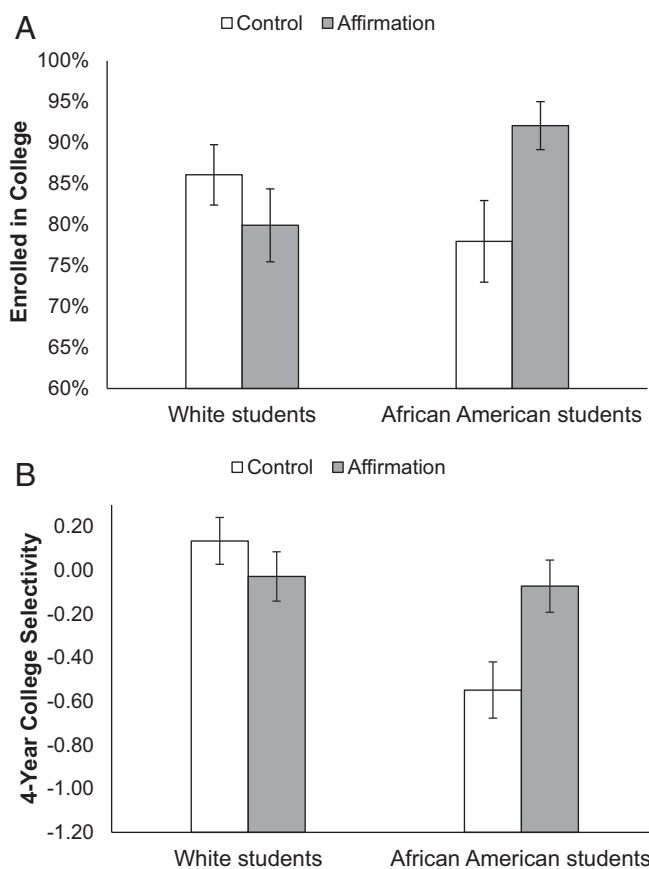 A
Control Affirmation
100%
95%
90%
85%
80%
75%
70%
65%
60%
Enrolled in College
White students African American students
B
Control Affirmation
0.20
0.00
-0.20
-0.40
-0.60
-0.80
-1.00
-1.20
4-Year College Selectivity
White students African American students